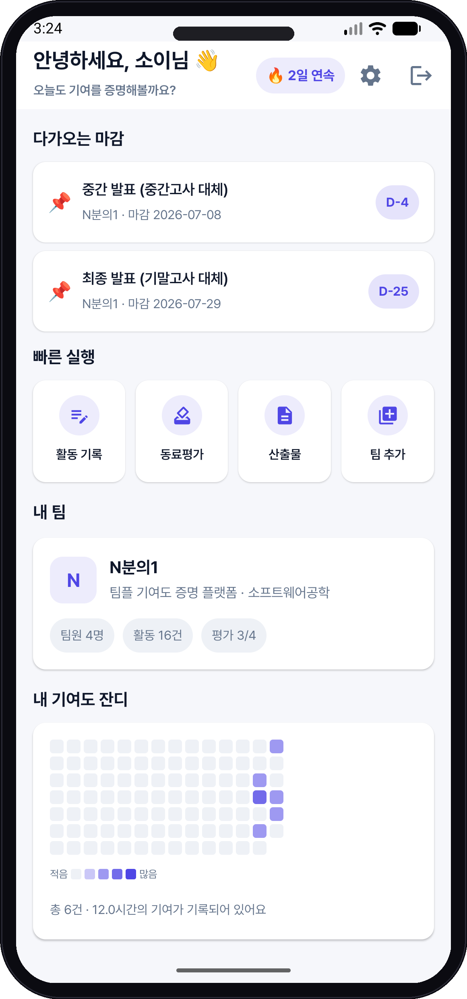 3:24
안녕하세요, 소이님 👋
오늘도 기여를 증명해볼까요?
🔥 2일 연속
다가오는 마감
중간 발표 (중간고사 대체)
N분의1 · 마감 2026-07-08
D-4
최종 발표 (기말고사 대체)
N분의1 · 마감 2026-07-29
D-25
빠른 실행
활동 기록
동료평가
산출물
팀 추가
내 팀
N
N분의1
팀플 기여도 증명 플랫폼 · 소프트웨어공학
팀원 4명
활동 16건
평가 3/4
내 기여도 잔디
적음
많음
총 6건 · 12.0시간의 기여가 기록되어 있어요